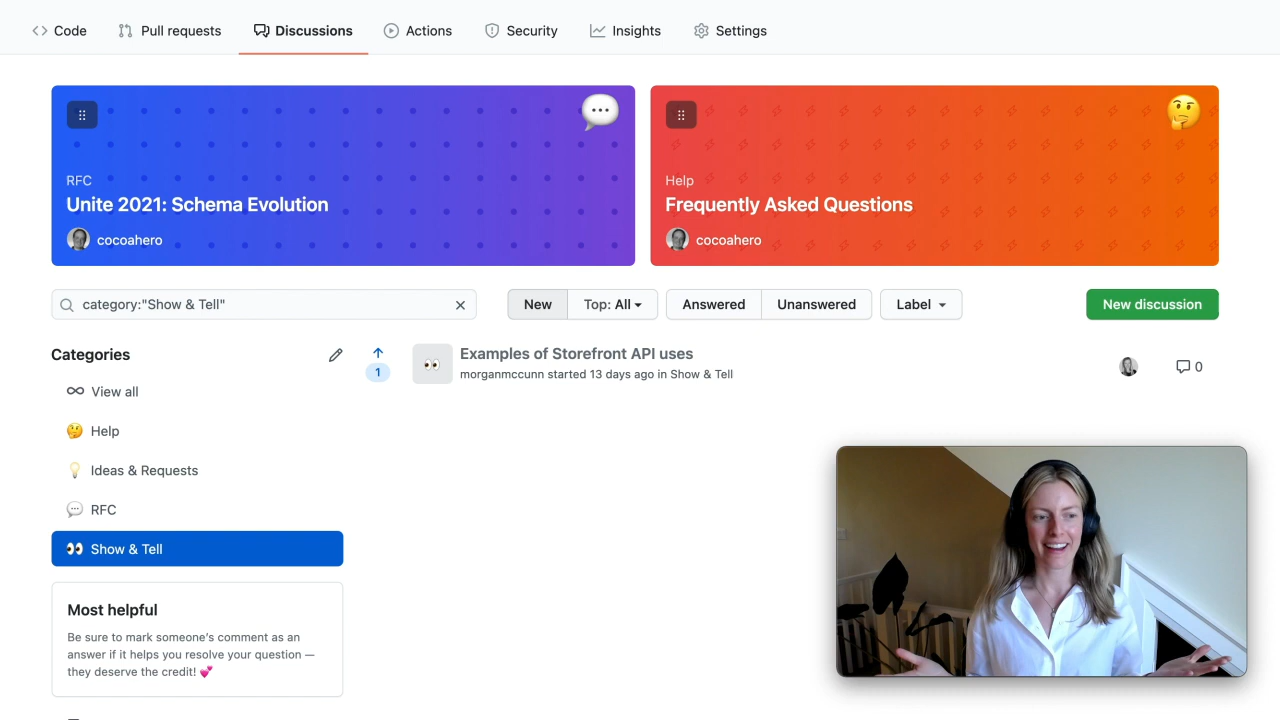 Code Pull requests Discussions Actions Security Insights Settings
RFC
Unite 2021: Schema Evolution
cocoahero
Help
Frequently Asked Questions
cocoahero
category:"Show & Tell"
New Top: All Answered Unanswered Label New discussion
Categories
View all
Help
Ideas & Requests
RFC
Show & Tell
1
Examples of Storefront API uses
morganmccunn started 13 days ago in Show & Tell
0
Most helpful
Be sure to mark someone's comment as an
answer if it helps you resolve your question —
they deserve the credit! 💕